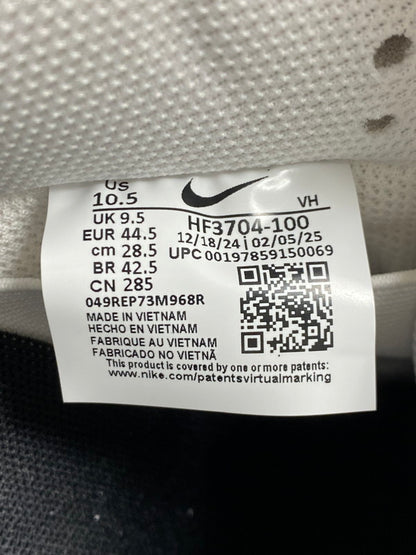 US
10.5
VH
UK 9.5
HF3704-100
EUR 44.5
12/18/24 | 02/05/25
cm 28.5
UPC 00197859150069
BR 42.5
CN 285
049REP73M968R
MADE IN VIETNAM
HECHO EN VIETNAM
FABRIQUE AU VIETNAM
FABRICADO NO VIETNÃ
This product is covered by one or more patents:
www.nike.com/patentsvirtualmarking